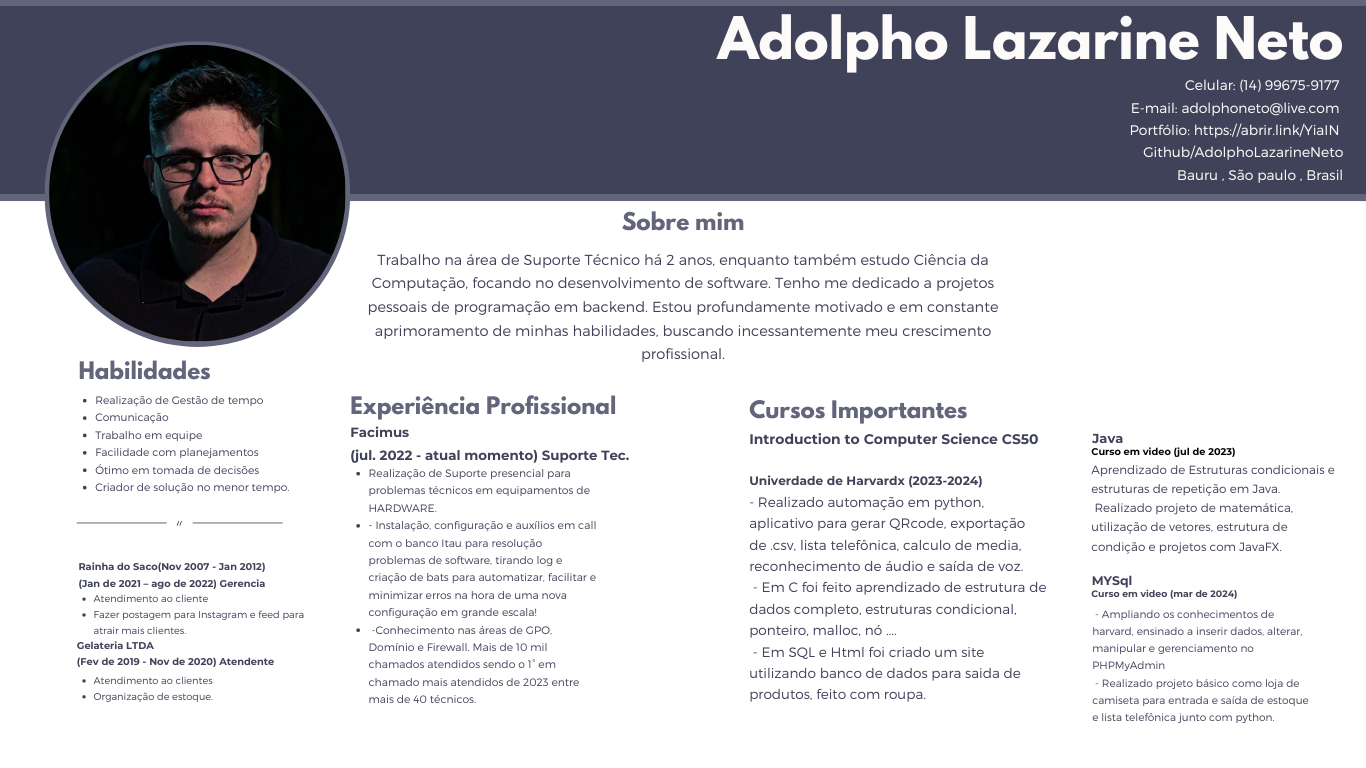 Adolpho Lazarine Neto
Celular: (14) 99675-9177
E-mail: adolphoneto@live.com
Portfólio: https://abrir.link/YiaIN
Github/AdolphoLazarineNeto
Bauru , São paulo , Brasil
Sobre mim
Trabalho na área de Suporte Técnico há 2 anos, enquanto também estudo Ciência da
Computação, focando no desenvolvimento de software. Tenho me dedicado a projetos
pessoais de programação em backend. Estou profundamente motivado e em constante
aprimoramento de minhas habilidades, buscando incessantemente meu crescimento
profissional.
Habilidades
• Realização de Gestão de tempo
• Comunicação
• Trabalho em equipe
• Facilidade com planejamentos
• Ótimo em tomada de decisões
• Criador de solução no menor tempo.
//
Rainha do Saco(Nov 2007 - Jan 2012)
(Jan de 2021 – ago de 2022) Gerencia
• Atendimento ao cliente
• Fazer postagem para Instagram e feed para
atrair mais clientes.
Gelateria LTDA
(Fev de 2019 - Nov de 2020) Atendente
• Atendimento ao clientes
• Organização de estoque.
Experiência Profissional
Facimus
(jul. 2022 - atual momento) Suporte Tec.
• Realização de Suporte presencial para
problemas técnicos em equipamentos de
HARDWARE.
• - Instalação, configuração e auxílios em call
com o banco Itau para resolução
problemas de software, tirando log e
criação de bats para automatizar, facilitar e
minimizar erros na hora de uma nova
configuração em grande escala!
• -Conhecimento nas áreas de GPO,
Domínio e Firewall. Mais de 10 mil
chamados atendidos sendo o 1° em
chamado mais atendidos de 2023 entre
mais de 40 técnicos.
Cursos Importantes
Introduction to Computer Science CS50
Univerdade de Harvardx (2023-2024)
- Realizado automação em python,
aplicativo para gerar QRcode, exportação
de .csv, lista telefônica, calculo de media,
reconhecimento de áudio e saída de voz.
- Em C foi feito aprendizado de estrutura de
dados completo, estruturas condicional,
ponteiro, malloc, nó ....
- Em SQL e Html foi criado um site
utilizando banco de dados para saida de
produtos, feito com roupa.
Java
Curso em video (jul de 2023)
Aprendizado de Estruturas condicionais e
estruturas de repetição em Java.
Realizado projeto de matemática,
utilização de vetores, estrutura de
condição e projetos com JavaFX.
MYSql
Curso em video (mar de 2024)
- Ampliando os conhecimentos de
harvard, ensinado a inserir dados, alterar,
manipular e gerenciamento no
PHPMyAdmin
- Realizado projeto básico como loja de
camiseta para entrada e saída de estoque
e lista telefônica junto com python.